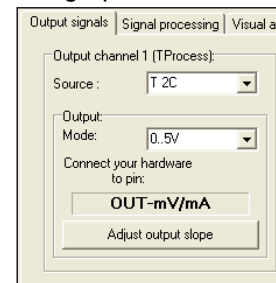 Output signals Signal processing Visual a
Output channel 1 (TProcess):
Source : T 2C
Output:
Mode: 0..5V
Connect your hardware
to pin:
OUT-mV/mA
Adjust output slope